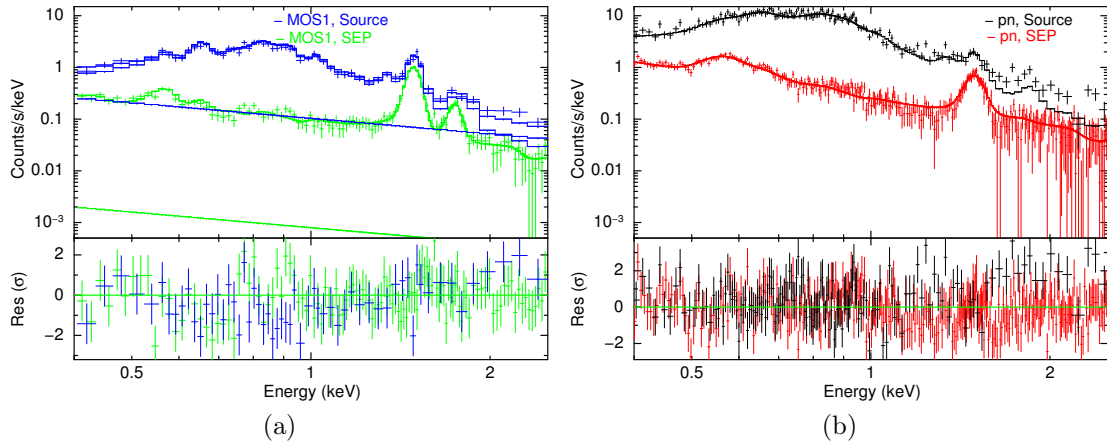 – MOS1, Source
– MOS1, SEP
10
1
0.1
0.01
10⁻³
Counts/s/keV
2
0
−2
Res (σ)
0.5
1
2
Energy (keV)
(a)
– pn, Source
– pn, SEP
10
1
0.1
0.01
10⁻³
Counts/s/keV
2
0
−2
Res (σ)
0.5
1
2
Energy (keV)
(b)